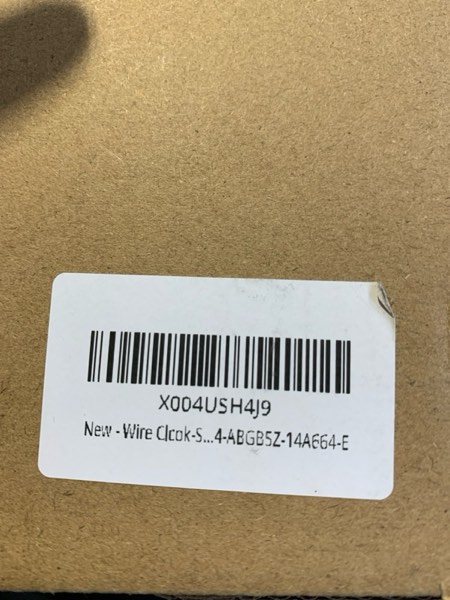 X004USH4J9
New - Wire Clcok-S...4-ABGB5Z-14A664-E